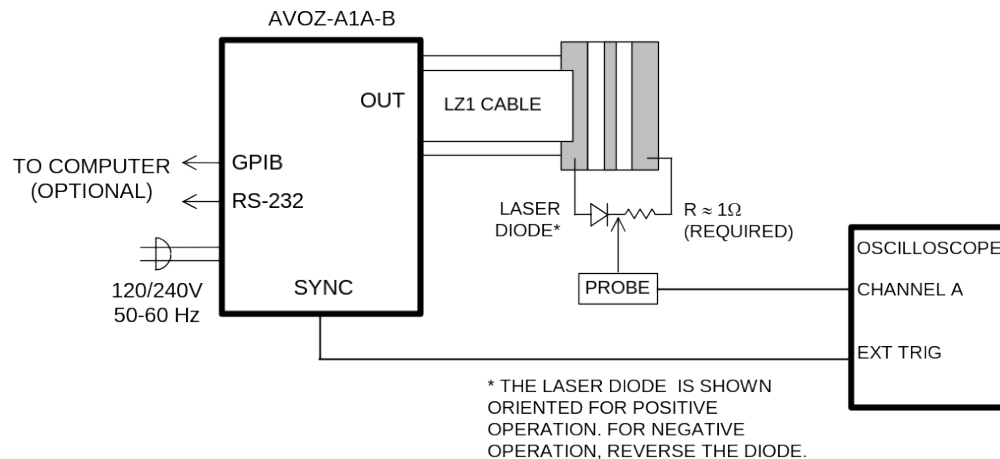 AVOZ-A1A-B
OUT
LZ1 CABLE
TO COMPUTER
(OPTIONAL)
GPIB
RS-232
LASER
DIODE*
R ≈ 1Ω
(REQUIRED)
120/240V
50-60 Hz
SYNC
PROBE
OSCILLOSCOPE
CHANNEL A
EXT TRIG
* THE LASER DIODE IS SHOWN
ORIENTED FOR POSITIVE
OPERATION. FOR NEGATIVE
OPERATION, REVERSE THE DIODE.